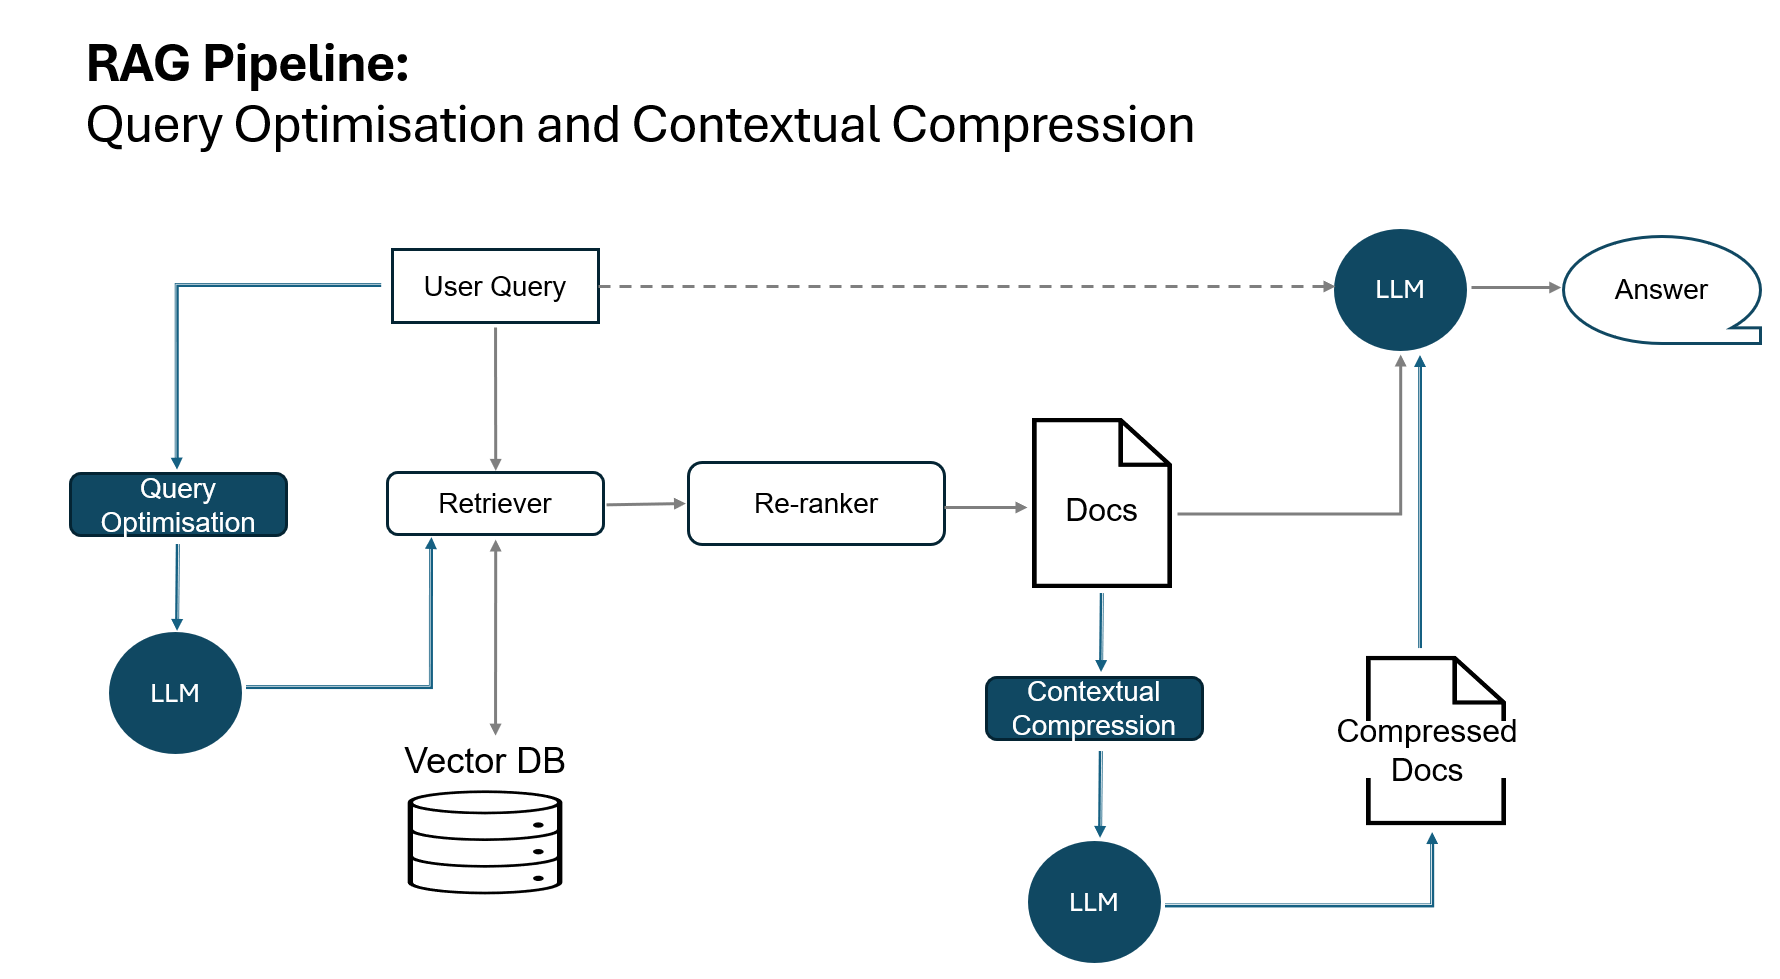 RAG Pipeline:
Query Optimisation and Contextual Compression
User Query
LLM
Answer
Query
Optimisation
Retriever
Re-ranker
Docs
LLM
Vector DB
Contextual
Compression
Compressed
Docs
LLM